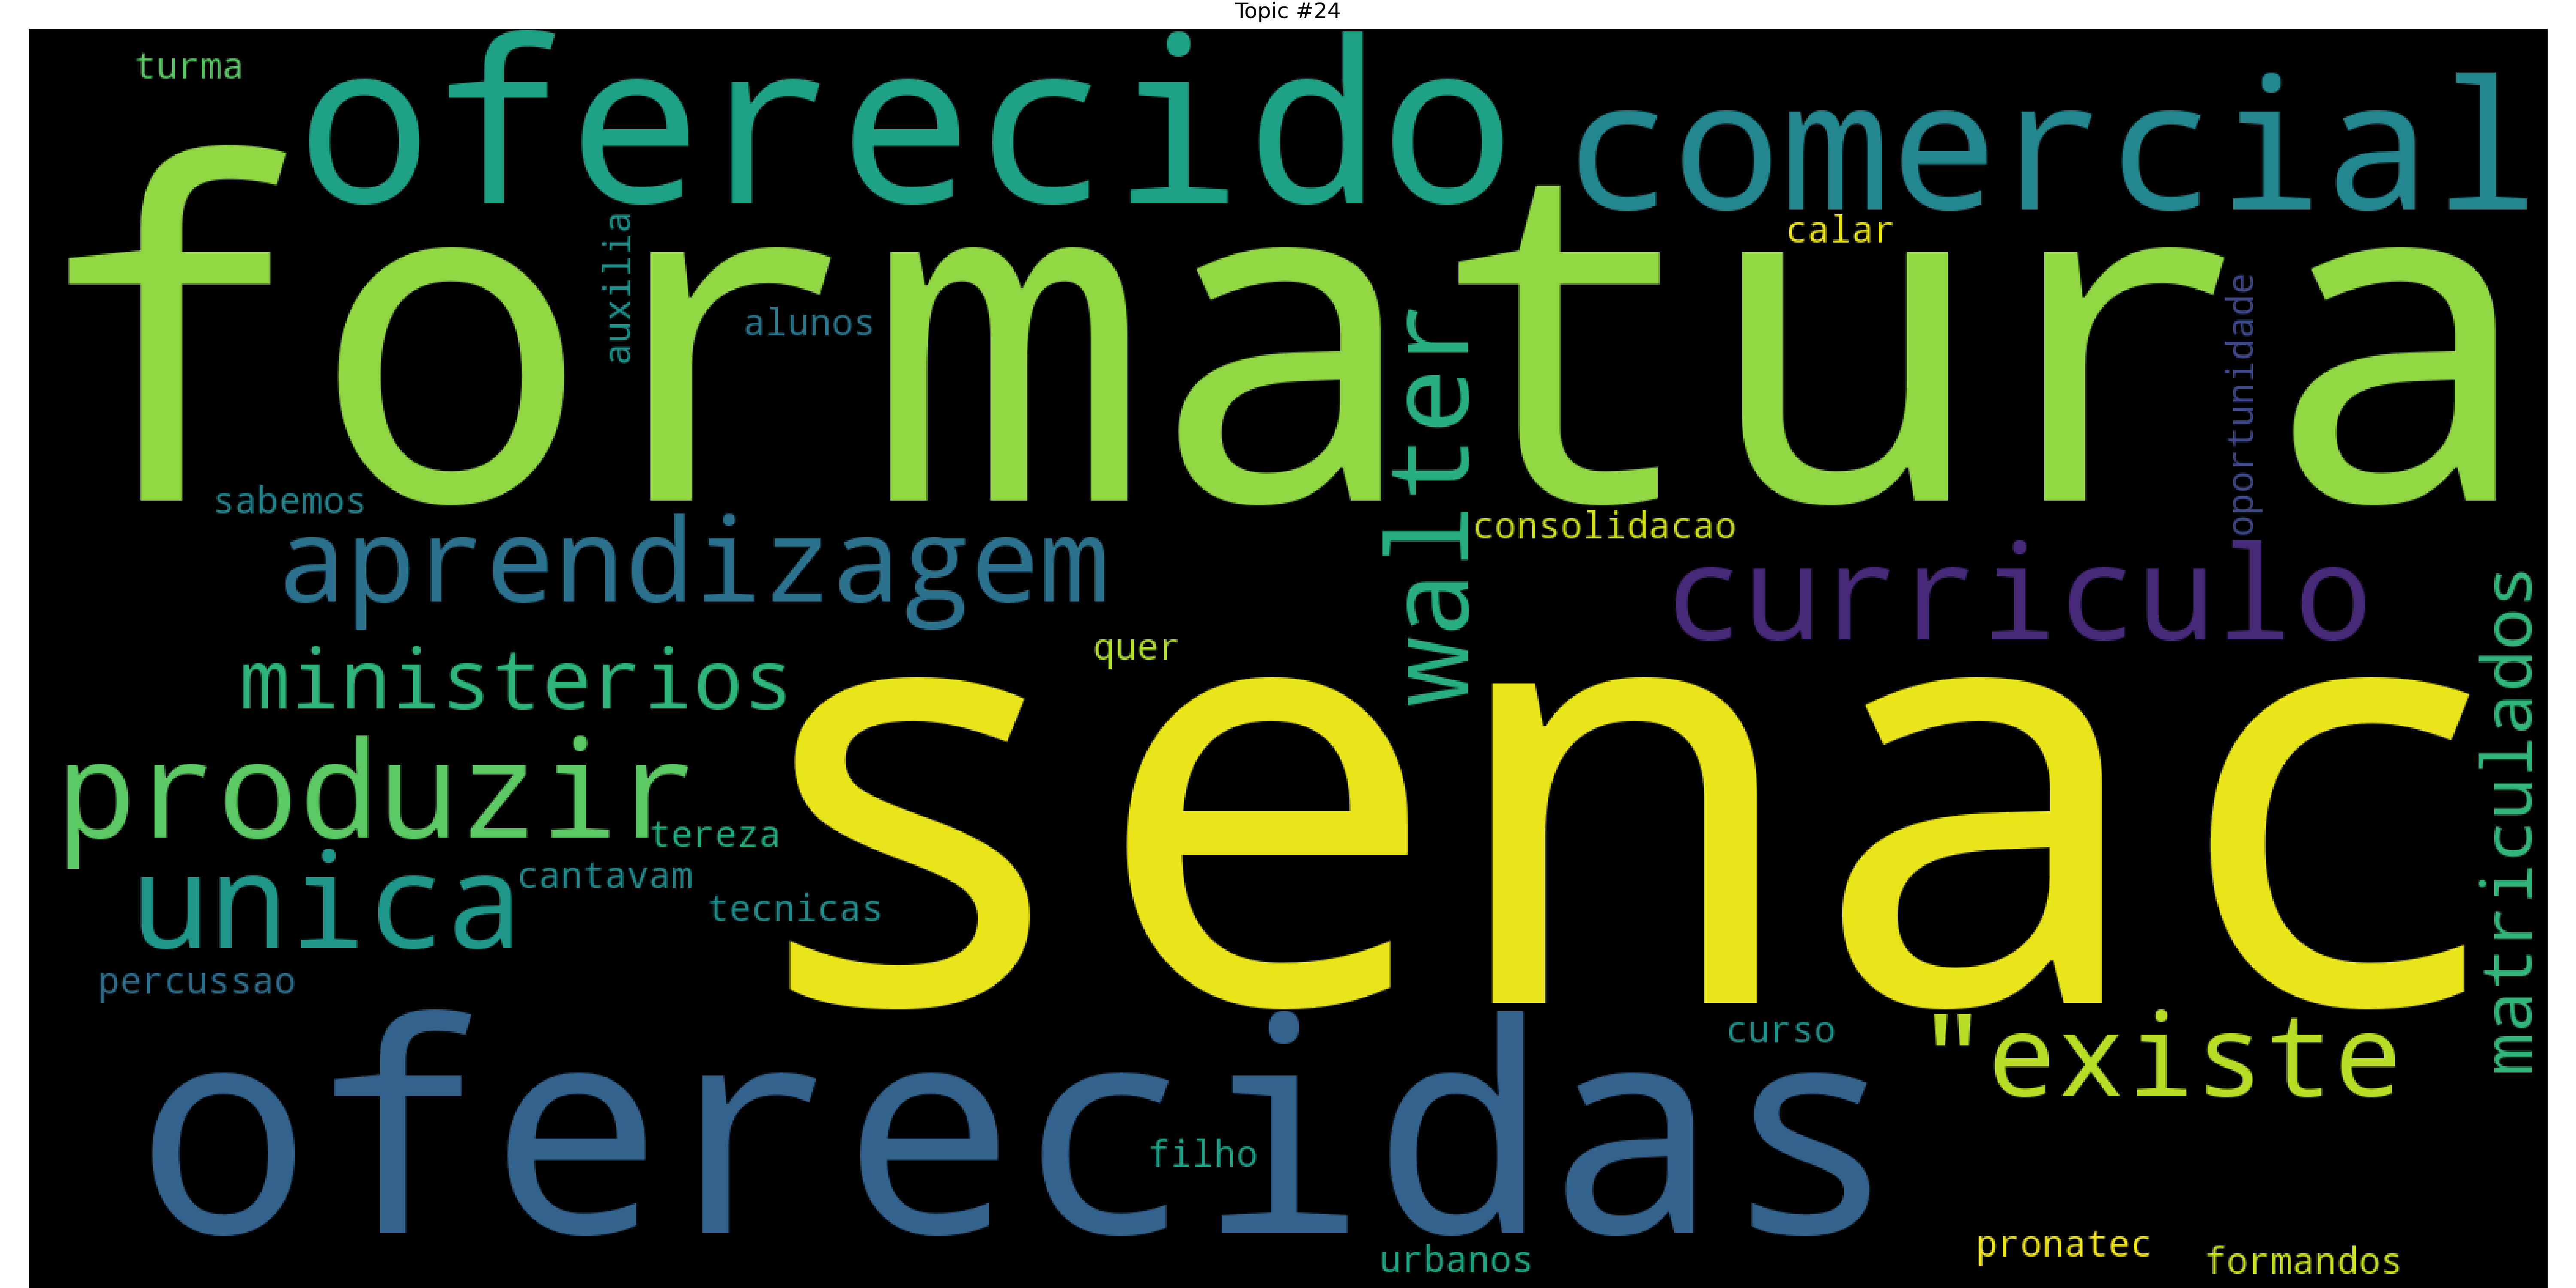 Topic #24
turma
oferecido
comercial
formatura
calar
auxilia
alunos
walter
oportunidade
sabemos
consolidacao
aprendizagem
curriculo
matriculados
quer
ministerios
senac
produzir
tereza
unica
cantavam
tecnicas
percussao
oferecidas
curso
"existe
filho
urbanos
pronatec
formandos